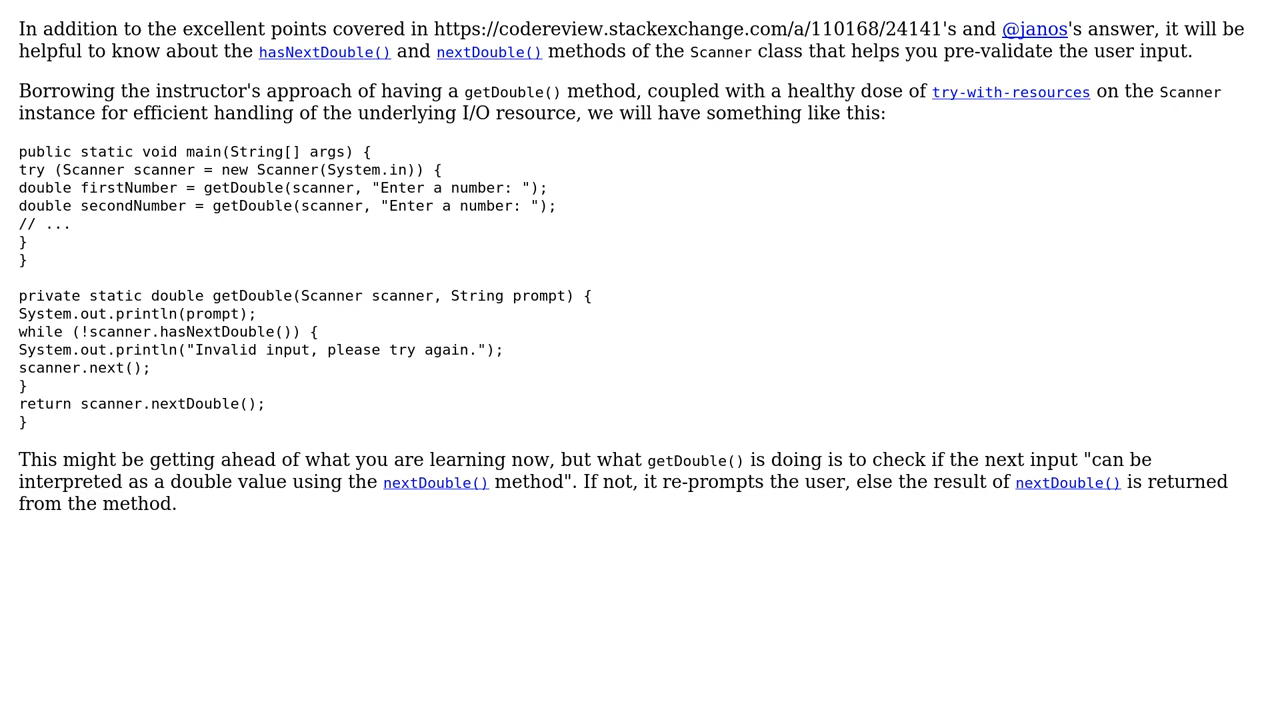 In addition to the excellent points covered in https://codereview.stackexchange.com/a/110168/24141's and @janos's answer, it will be
helpful to know about the hasNextDouble() and nextDouble() methods of the Scanner class that helps you pre-validate the user input.
Borrowing the instructor's approach of having a getDouble() method, coupled with a healthy dose of try-with-resources on the Scanner
instance for efficient handling of the underlying I/O resource, we will have something like this:
public static void main(String[] args) {
try (Scanner scanner = new Scanner(System.in)) {
double firstNumber = getDouble(scanner, "Enter a number: ");
double secondNumber = getDouble(scanner, "Enter a number: ");
// ...
}
}
private static double getDouble(Scanner scanner, String prompt) {
System.out.println(prompt);
while (!scanner.hasNextDouble()) {
System.out.println("Invalid input, please try again.");
scanner.next();
}
return scanner.nextDouble();
}
This might be getting ahead of what you are learning now, but what getDouble() is doing is to check if the next input "can be
interpreted as a double value using the nextDouble() method". If not, it re-prompts the user, else the result of nextDouble() is returned
from the method.